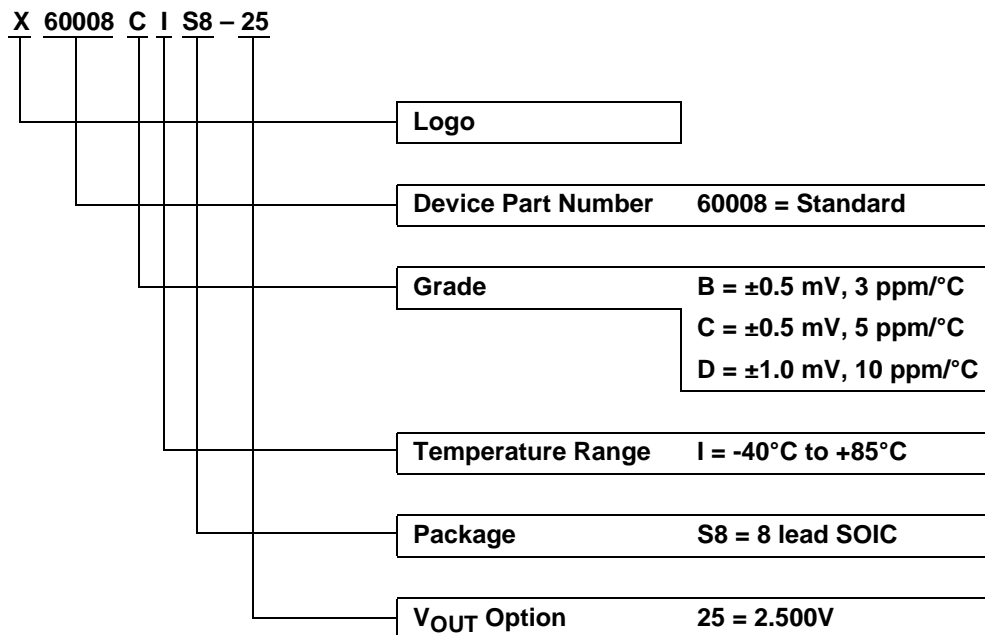 X 60008 C I S8 – 25
Logo
Device Part Number 60008 = Standard
Grade B = ±0.5 mV, 3 ppm/°C
C = ±0.5 mV, 5 ppm/°C
D = ±1.0 mV, 10 ppm/°C
Temperature Range I = -40°C to +85°C
Package S8 = 8 lead SOIC
VOUT Option 25 = 2.500V